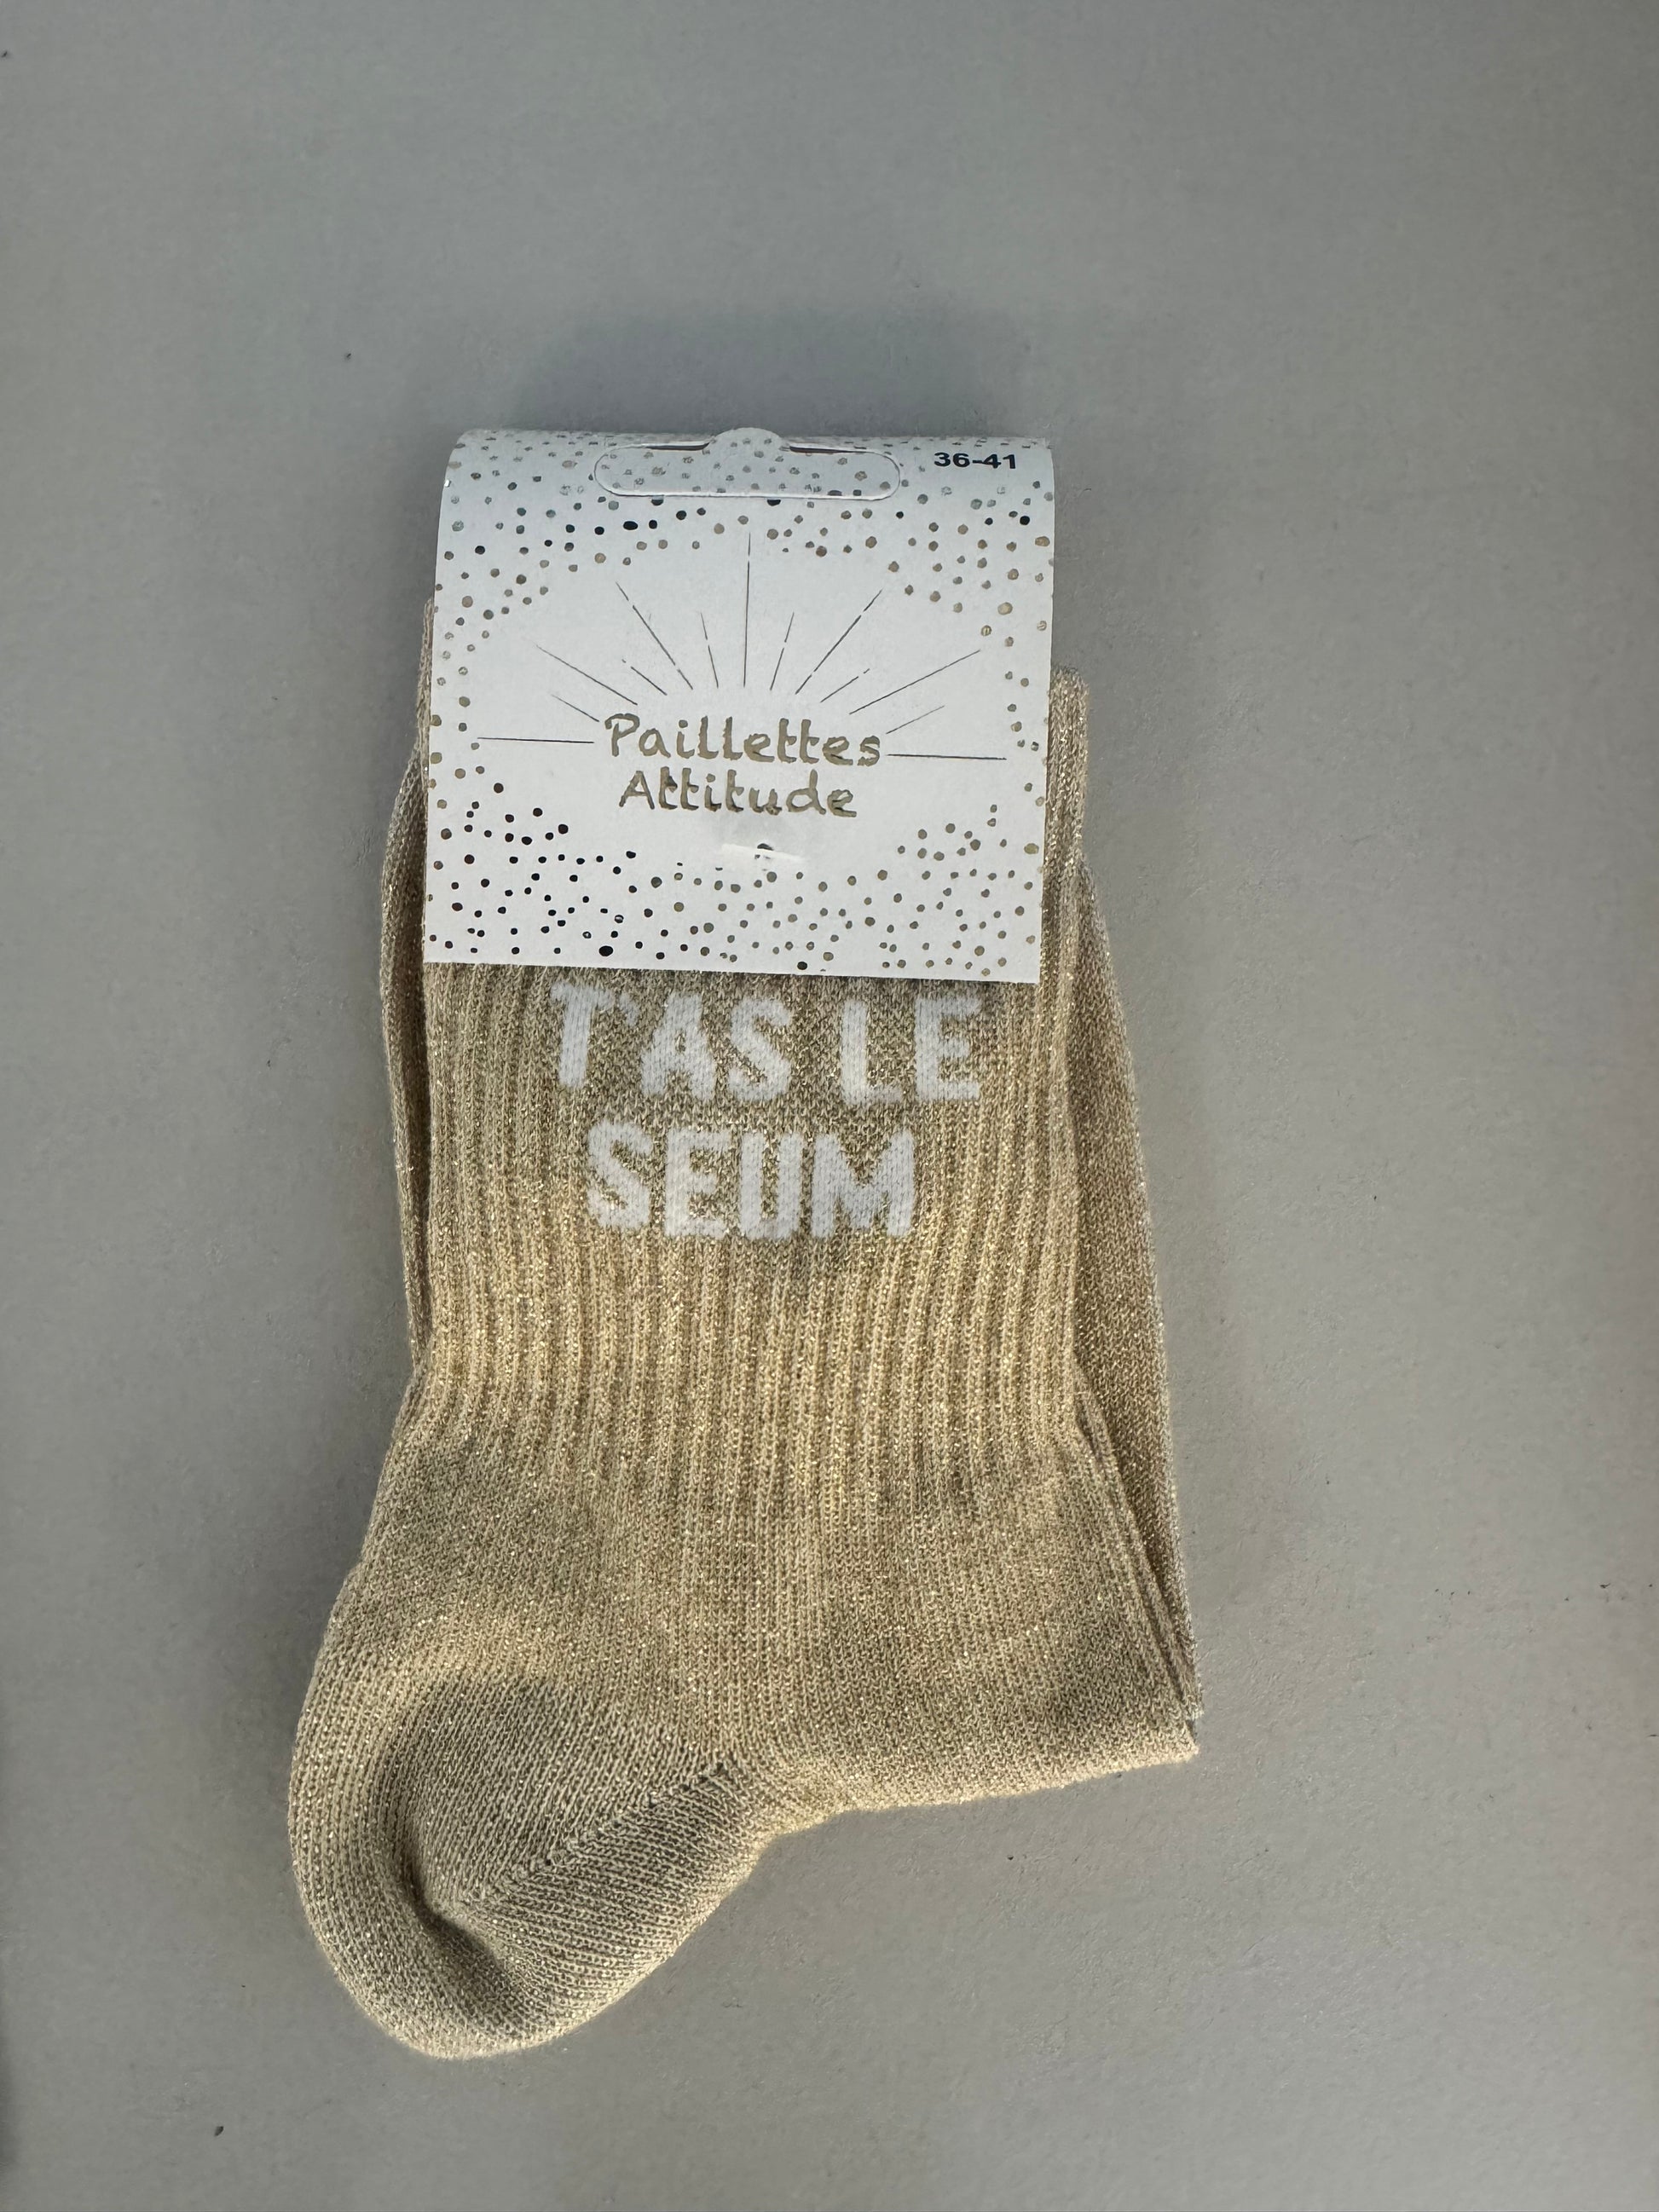 36-41
Paillettes
Attitude
T'AS LE
SEUM